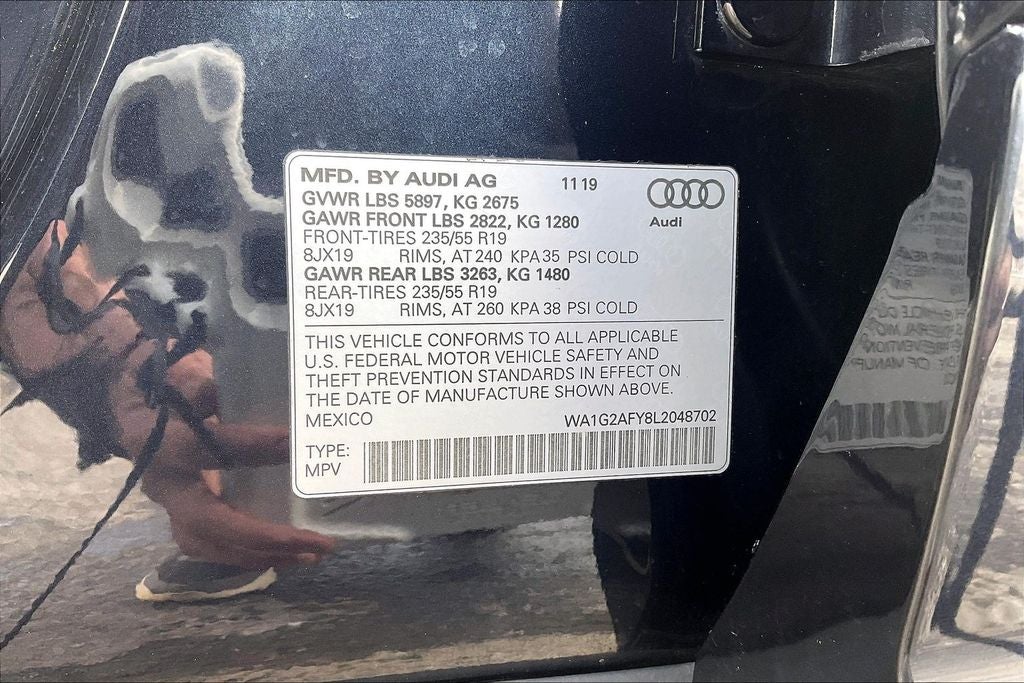 MFD. BY AUDI AG 11 19
GVWR LBS 5897, KG 2675
GAWR FRONT LBS 2822, KG 1280 Audi
FRONT-TIRES 235/55 R19
8JX19 RIMS, AT 240 KPA 35 PSI COLD
GAWR REAR LBS 3263, KG 1480
REAR-TIRES 235/55 R19
8JX19 RIMS, AT 260 KPA 38 PSI COLD
THIS VEHICLE CONFORMS TO ALL APPLICABLE
U.S. FEDERAL MOTOR VEHICLE SAFETY AND
THEFT PREVENTION STANDARDS IN EFFECT ON
THE DATE OF MANUFACTURE SHOWN ABOVE.
MEXICO WA1G2AFY8L2048702
TYPE:
MPV